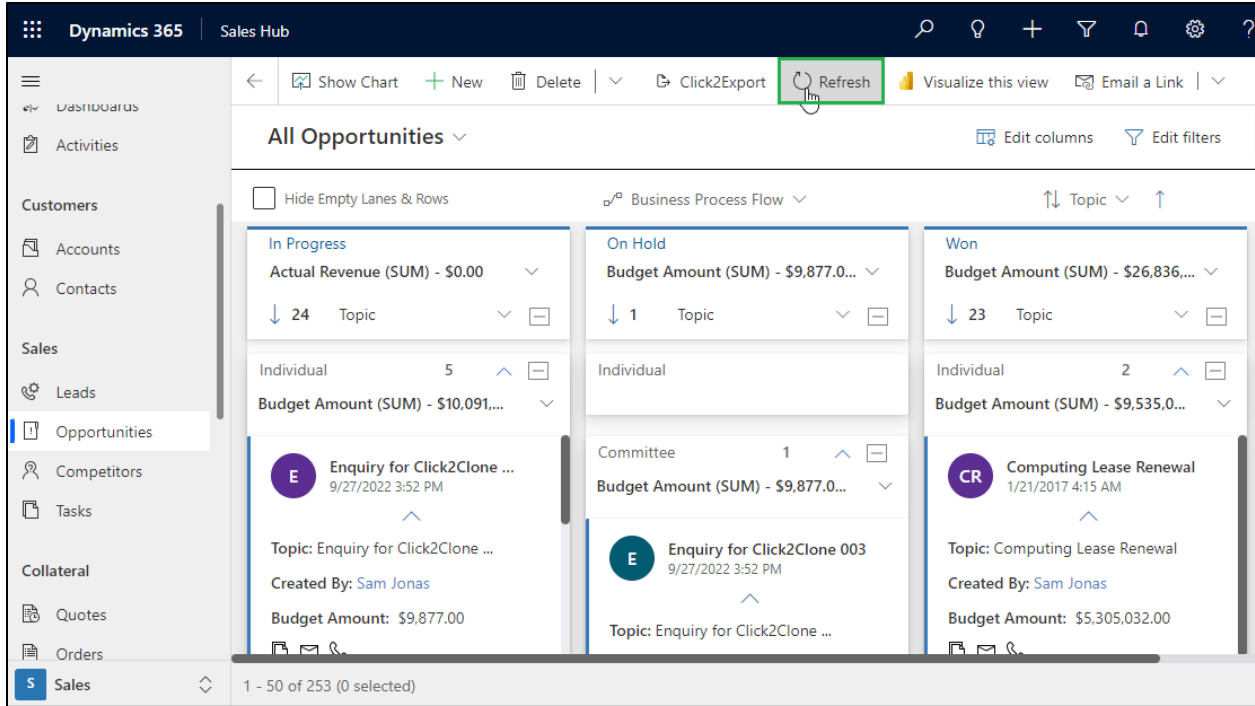 Dynamics 365 Sales Hub ?
Show Chart New Delete Click2Export Refresh Visualize this view Email a Link
Dashboards
Activities
Customers
Accounts
Contacts
Sales
Leads
Opportunities
Competitors
Tasks
Collateral
Quotes
Orders
S Sales
All Opportunities Edit columns Edit filters
Hide Empty Lanes & Rows Business Process Flow Topic
In Progress
Actual Revenue (SUM) - $0.00
24 Topic
Individual 5
Budget Amount (SUM) - $10,091,...
E Enquiry for Click2Clone ...
9/27/2022 3:52 PM
Topic: Enquiry for Click2Clone ...
Created By: Sam Jonas
Budget Amount: $9,877.00
On Hold
Budget Amount (SUM) - $9,877.0...
1 Topic
Individual
Committee 1
Budget Amount (SUM) - $9,877.0...
E Enquiry for Click2Clone 003
9/27/2022 3:52 PM
Topic: Enquiry for Click2Clone ...
Won
Budget Amount (SUM) - $26,836,...
23 Topic
Individual 2
Budget Amount (SUM) - $9,535,0...
CR Computing Lease Renewal
1/21/2017 4:15 AM
Topic: Computing Lease Renewal
Created By: Sam Jonas
Budget Amount: $5,305,032.00
1 - 50 of 253 (0 selected)